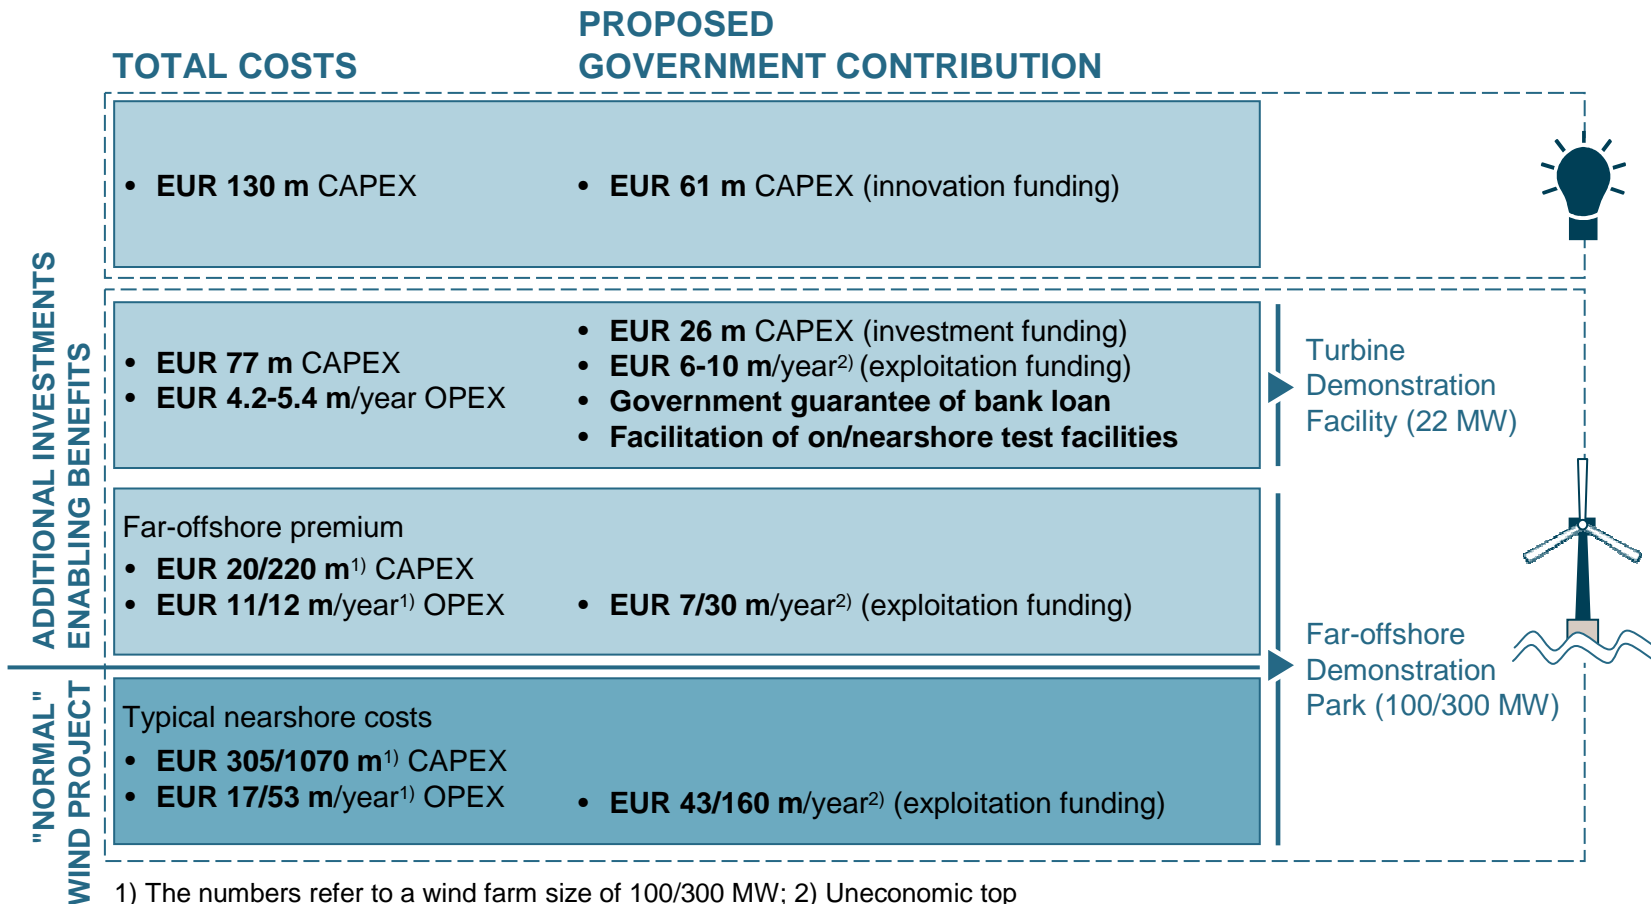 TOTAL COSTS
PROPOSED
GOVERNMENT CONTRIBUTION
ADDITIONAL INVESTMENTS
ENABLING BENEFITS
• EUR 130 m CAPEX
• EUR 61 m CAPEX (innovation funding)
• EUR 77 m CAPEX
• EUR 4.2-5.4 m/year OPEX
• EUR 26 m CAPEX (investment funding)
• EUR 6-10 m/year2) (exploitation funding)
• Government guarantee of bank loan
• Facilitation of on/nearshore test facilities
Turbine
Demonstration
Facility (22 MW)
Far-offshore premium
• EUR 20/220 m1) CAPEX
• EUR 11/12 m/year1) OPEX
• EUR 7/30 m/year2) (exploitation funding)
Far-offshore
Demonstration
Park (100/300 MW)
"NORMAL"
WIND PROJECT
Typical nearshore costs
• EUR 305/1070 m1) CAPEX
• EUR 17/53 m/year1) OPEX
• EUR 43/160 m/year2) (exploitation funding)
1) The numbers refer to a wind farm size of 100/300 MW; 2) Uneconomic top